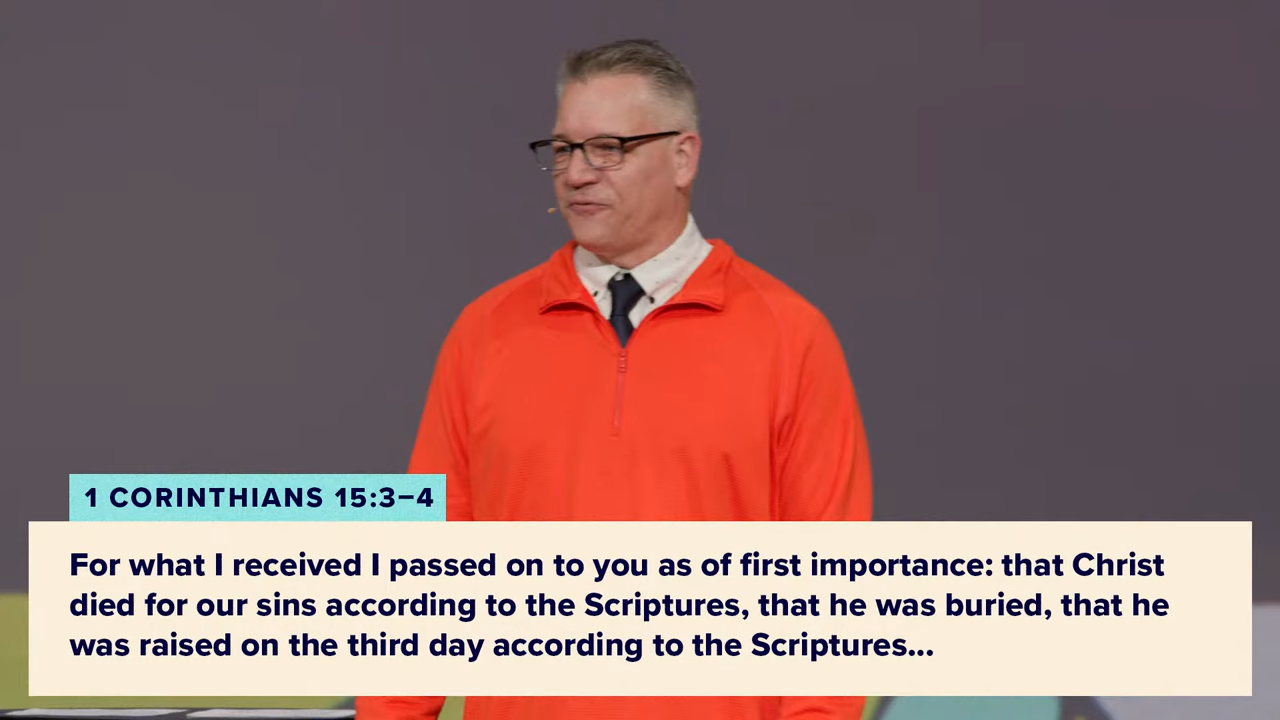 1 CORINTHIANS 15:3–4
For what I received I passed on to you as of first importance: that Christ
died for our sins according to the Scriptures, that he was buried, that he
was raised on the third day according to the Scriptures...